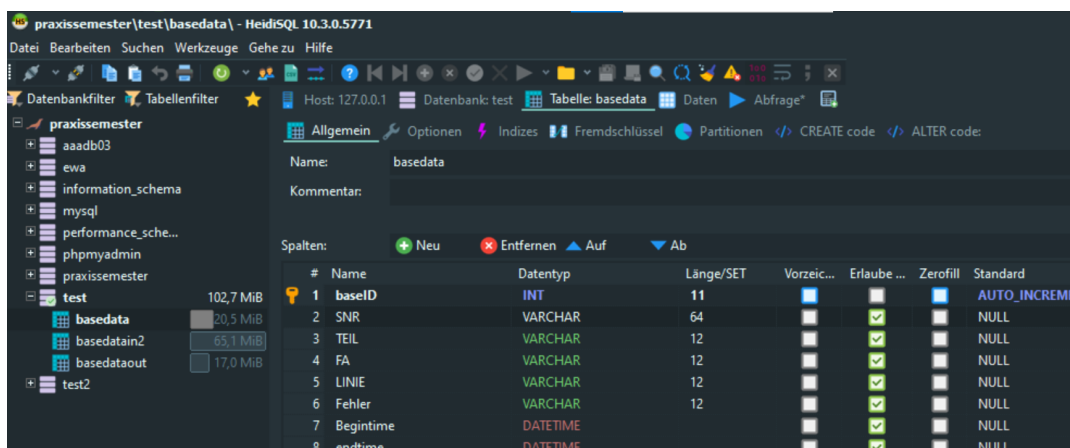 praxissemester\test\basedata\ - HeidiSQL 10.3.0.5771
Datei Bearbeiten Suchen Werkzeuge Gehe zu Hilfe
Datenbankfilter Tabellenfilter
Host: 127.0.0.1 Datenbank: test Tabelle: basedata Daten Abfrage*
praxissemester
aaadb03
ewa
information_schema
mysql
performance_sche...
phpmyadmin
praxissemester
test 102,7 MiB
basedata 20,5 MiB
basedatain2 65,1 MiB
basedataout 17,0 MiB
test2
Allgemein Optionen Indizes Fremdschlüssel Partitionen CREATE code ALTER code:
Name: basedata
Kommentar:
Spalten: Neu Entfernen Auf Ab
# Name Datentyp Länge/SET Vorzeic... Erlaube ... Zerofill Standard
1 baseID INT 11 AUTO_INCREM
2 SNR VARCHAR 64 NULL
3 TEIL VARCHAR 12 NULL
4 FA VARCHAR 12 NULL
5 LINIE VARCHAR 12 NULL
6 Fehler VARCHAR 12 NULL
7 Begintime DATETIME NULL
8 endtime DATETIME NULL